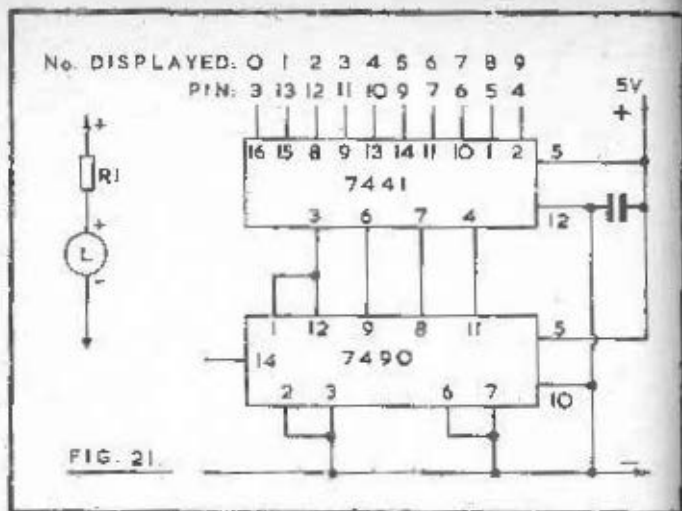 No. DISPLAYED: 0 1 2 3 4 5 6 7 8 9
PIN: 3 13 12 11 10 9 7 6 5 4
5V
+
16 15 8 9 13 14 11 10 1 2
5
7441
12
3 6 7 4
+
R1
+
L
-
1 12 9 8 11
5
14
7490
10
2 3 6 7
FIG. 21.
-